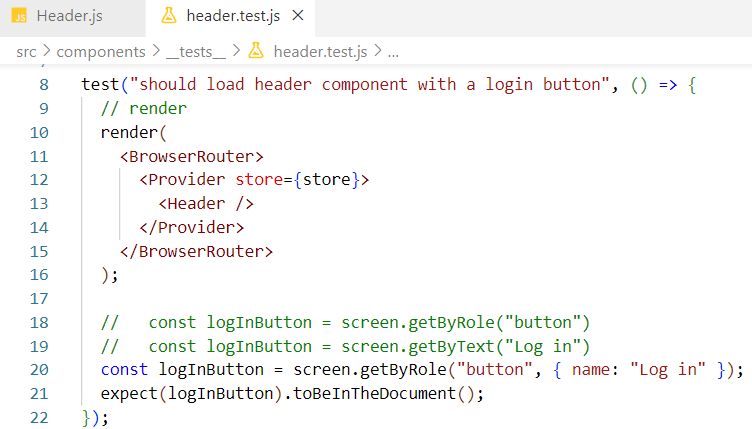 JS Header.js header.test.js ×
src > components > __tests__ > header.test.js > ...
8 test("should load header component with a login button", () => {
9 // render
10 render(
11 <BrowserRouter>
12 <Provider store={store}>
13 <Header />
14 </Provider>
15 </BrowserRouter>
16 );
17
18 //   const logInButton = screen.getByRole("button")
19 //   const logInButton = screen.getByText("Log in")
20 const logInButton = screen.getByRole("button", { name: "Log in" });
21 expect(logInButton).toBeInTheDocument();
22 });